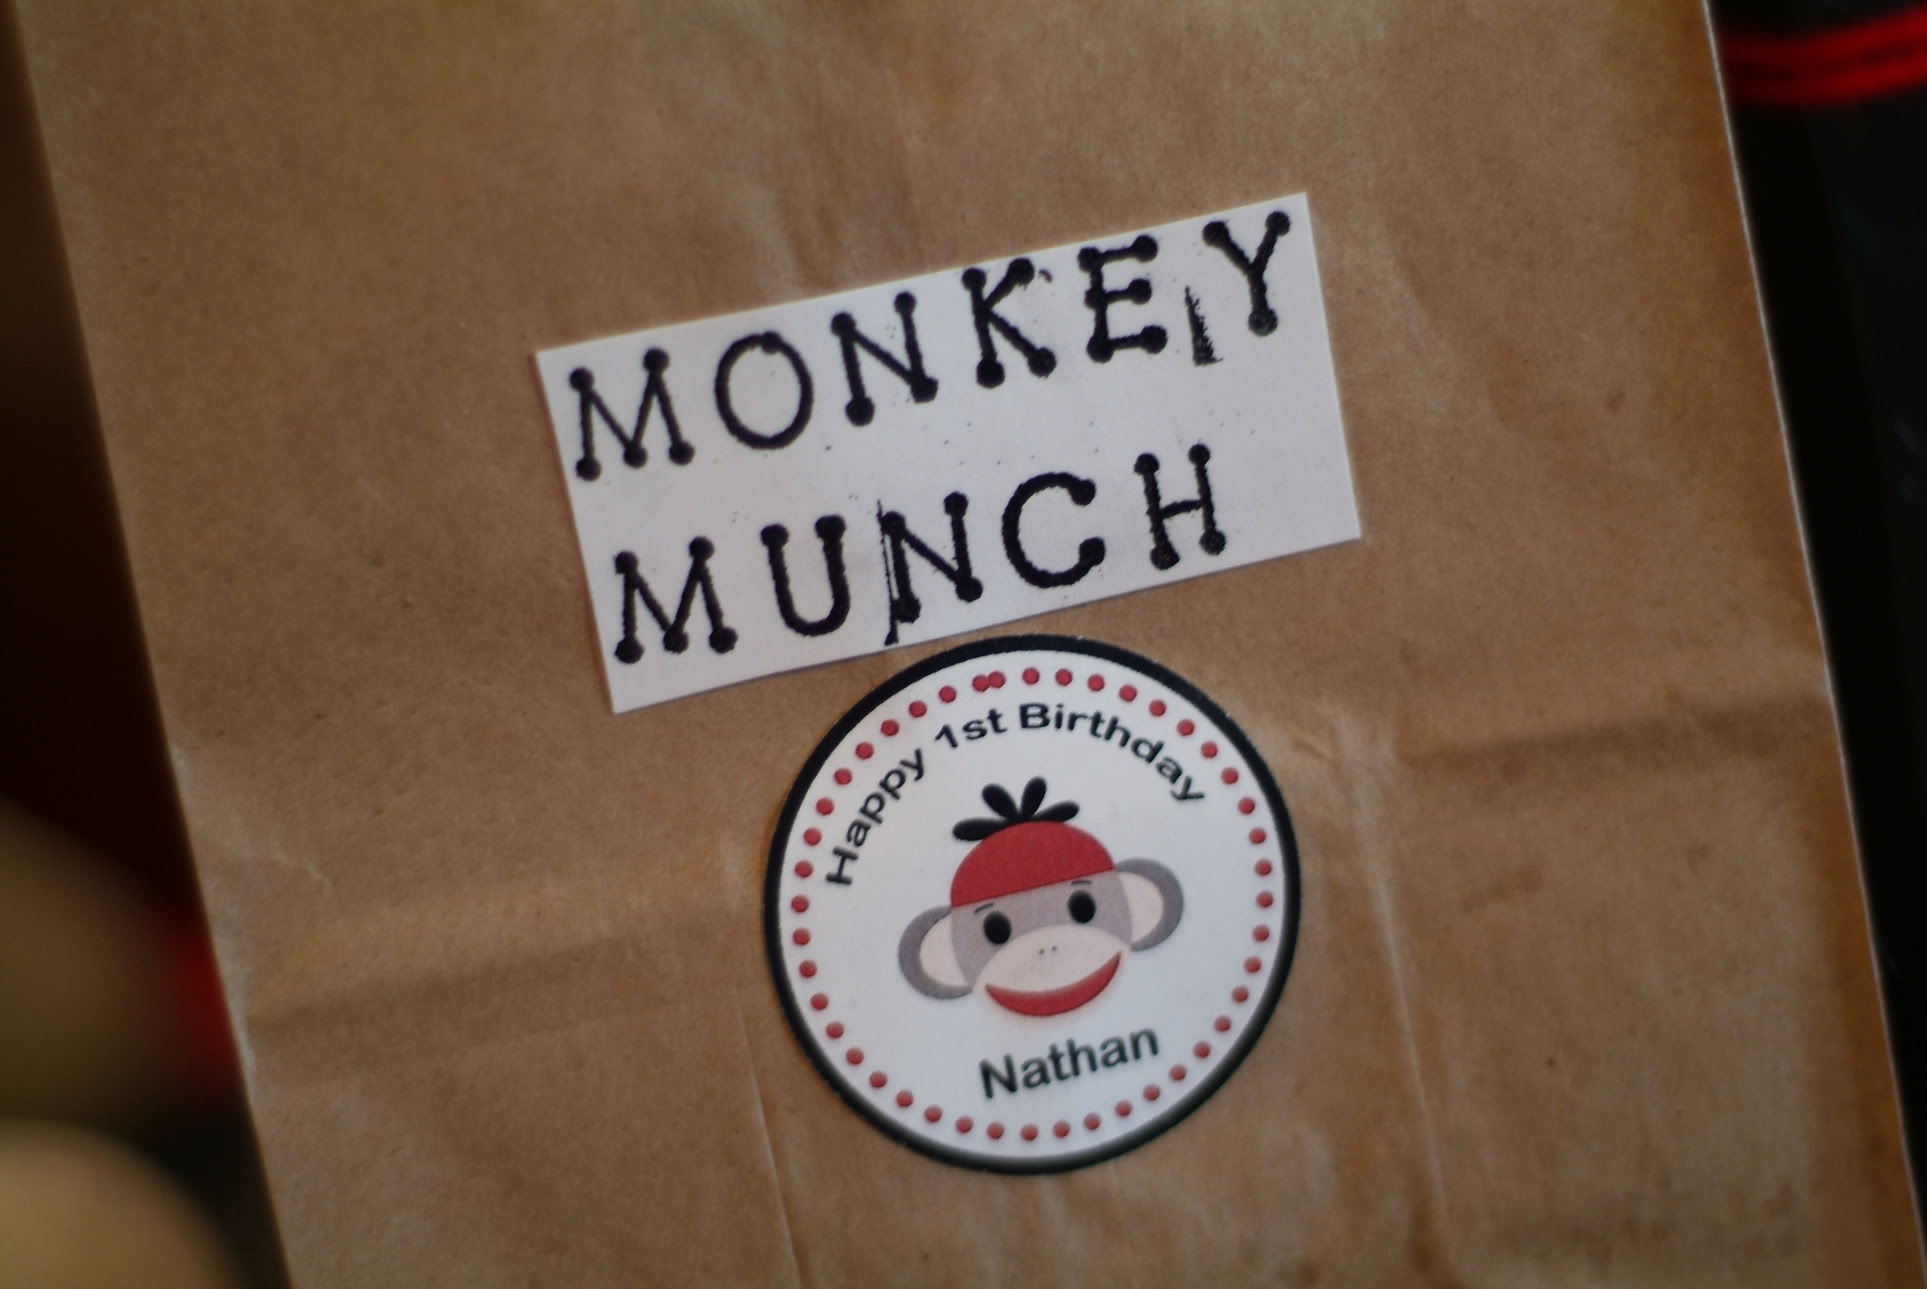 MONKEY
MUNCH
Happy 1st Birthday
Nathan